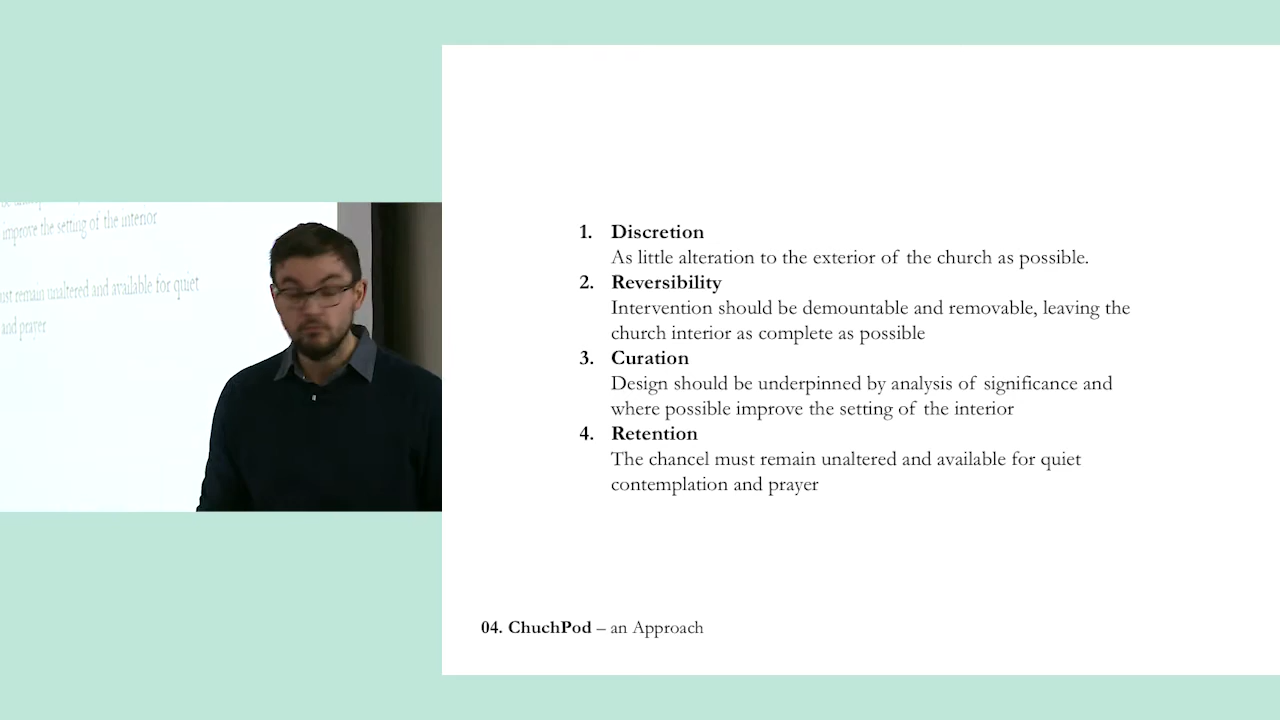 improve the setting of the interior
must remain unaltered and available for quiet
and prayer
1. Discretion
As little alteration to the exterior of the church as possible.
2. Reversibility
Intervention should be demountable and removable, leaving the
church interior as complete as possible
3. Curation
Design should be underpinned by analysis of significance and
where possible improve the setting of the interior
4. Retention
The chancel must remain unaltered and available for quiet
contemplation and prayer
04. ChuchPod – an Approach